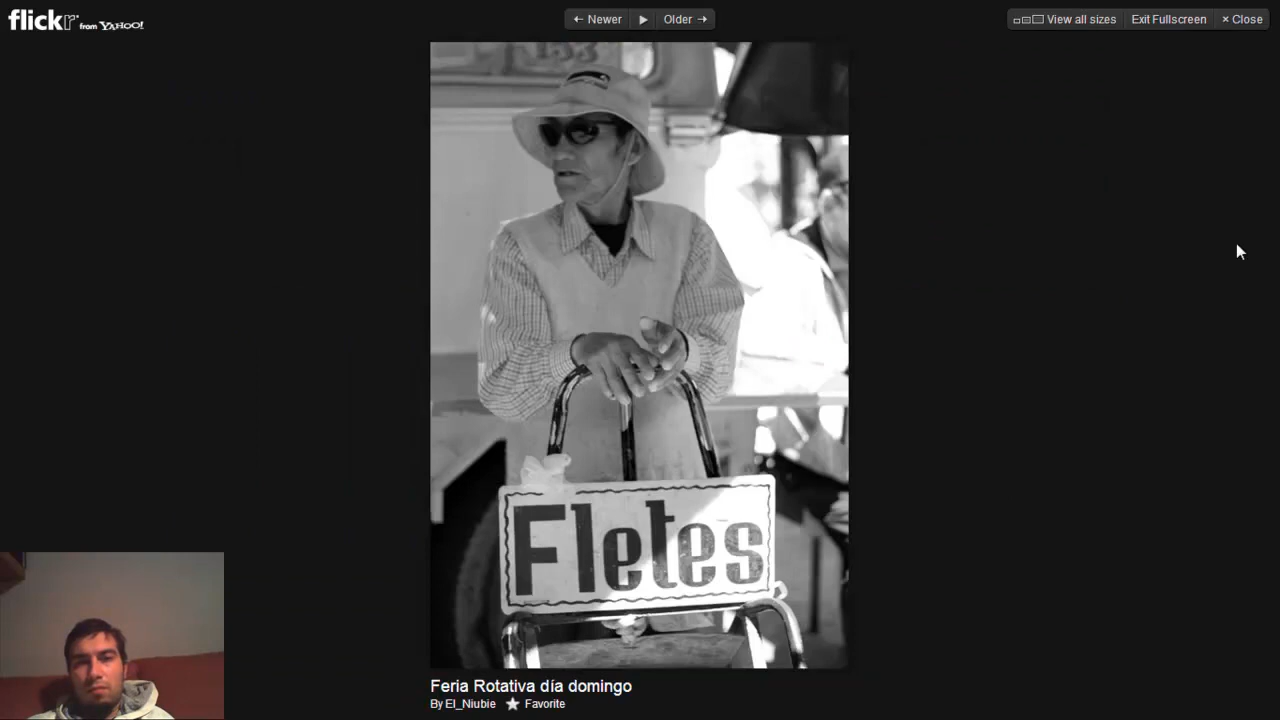 flickr from YAHOO!
← Newer
Older →
View all sizes
Exit Fullscreen
× Close
153
Fletes
Feria Rotativa día domingo
By El_Niubie ★ Favorite